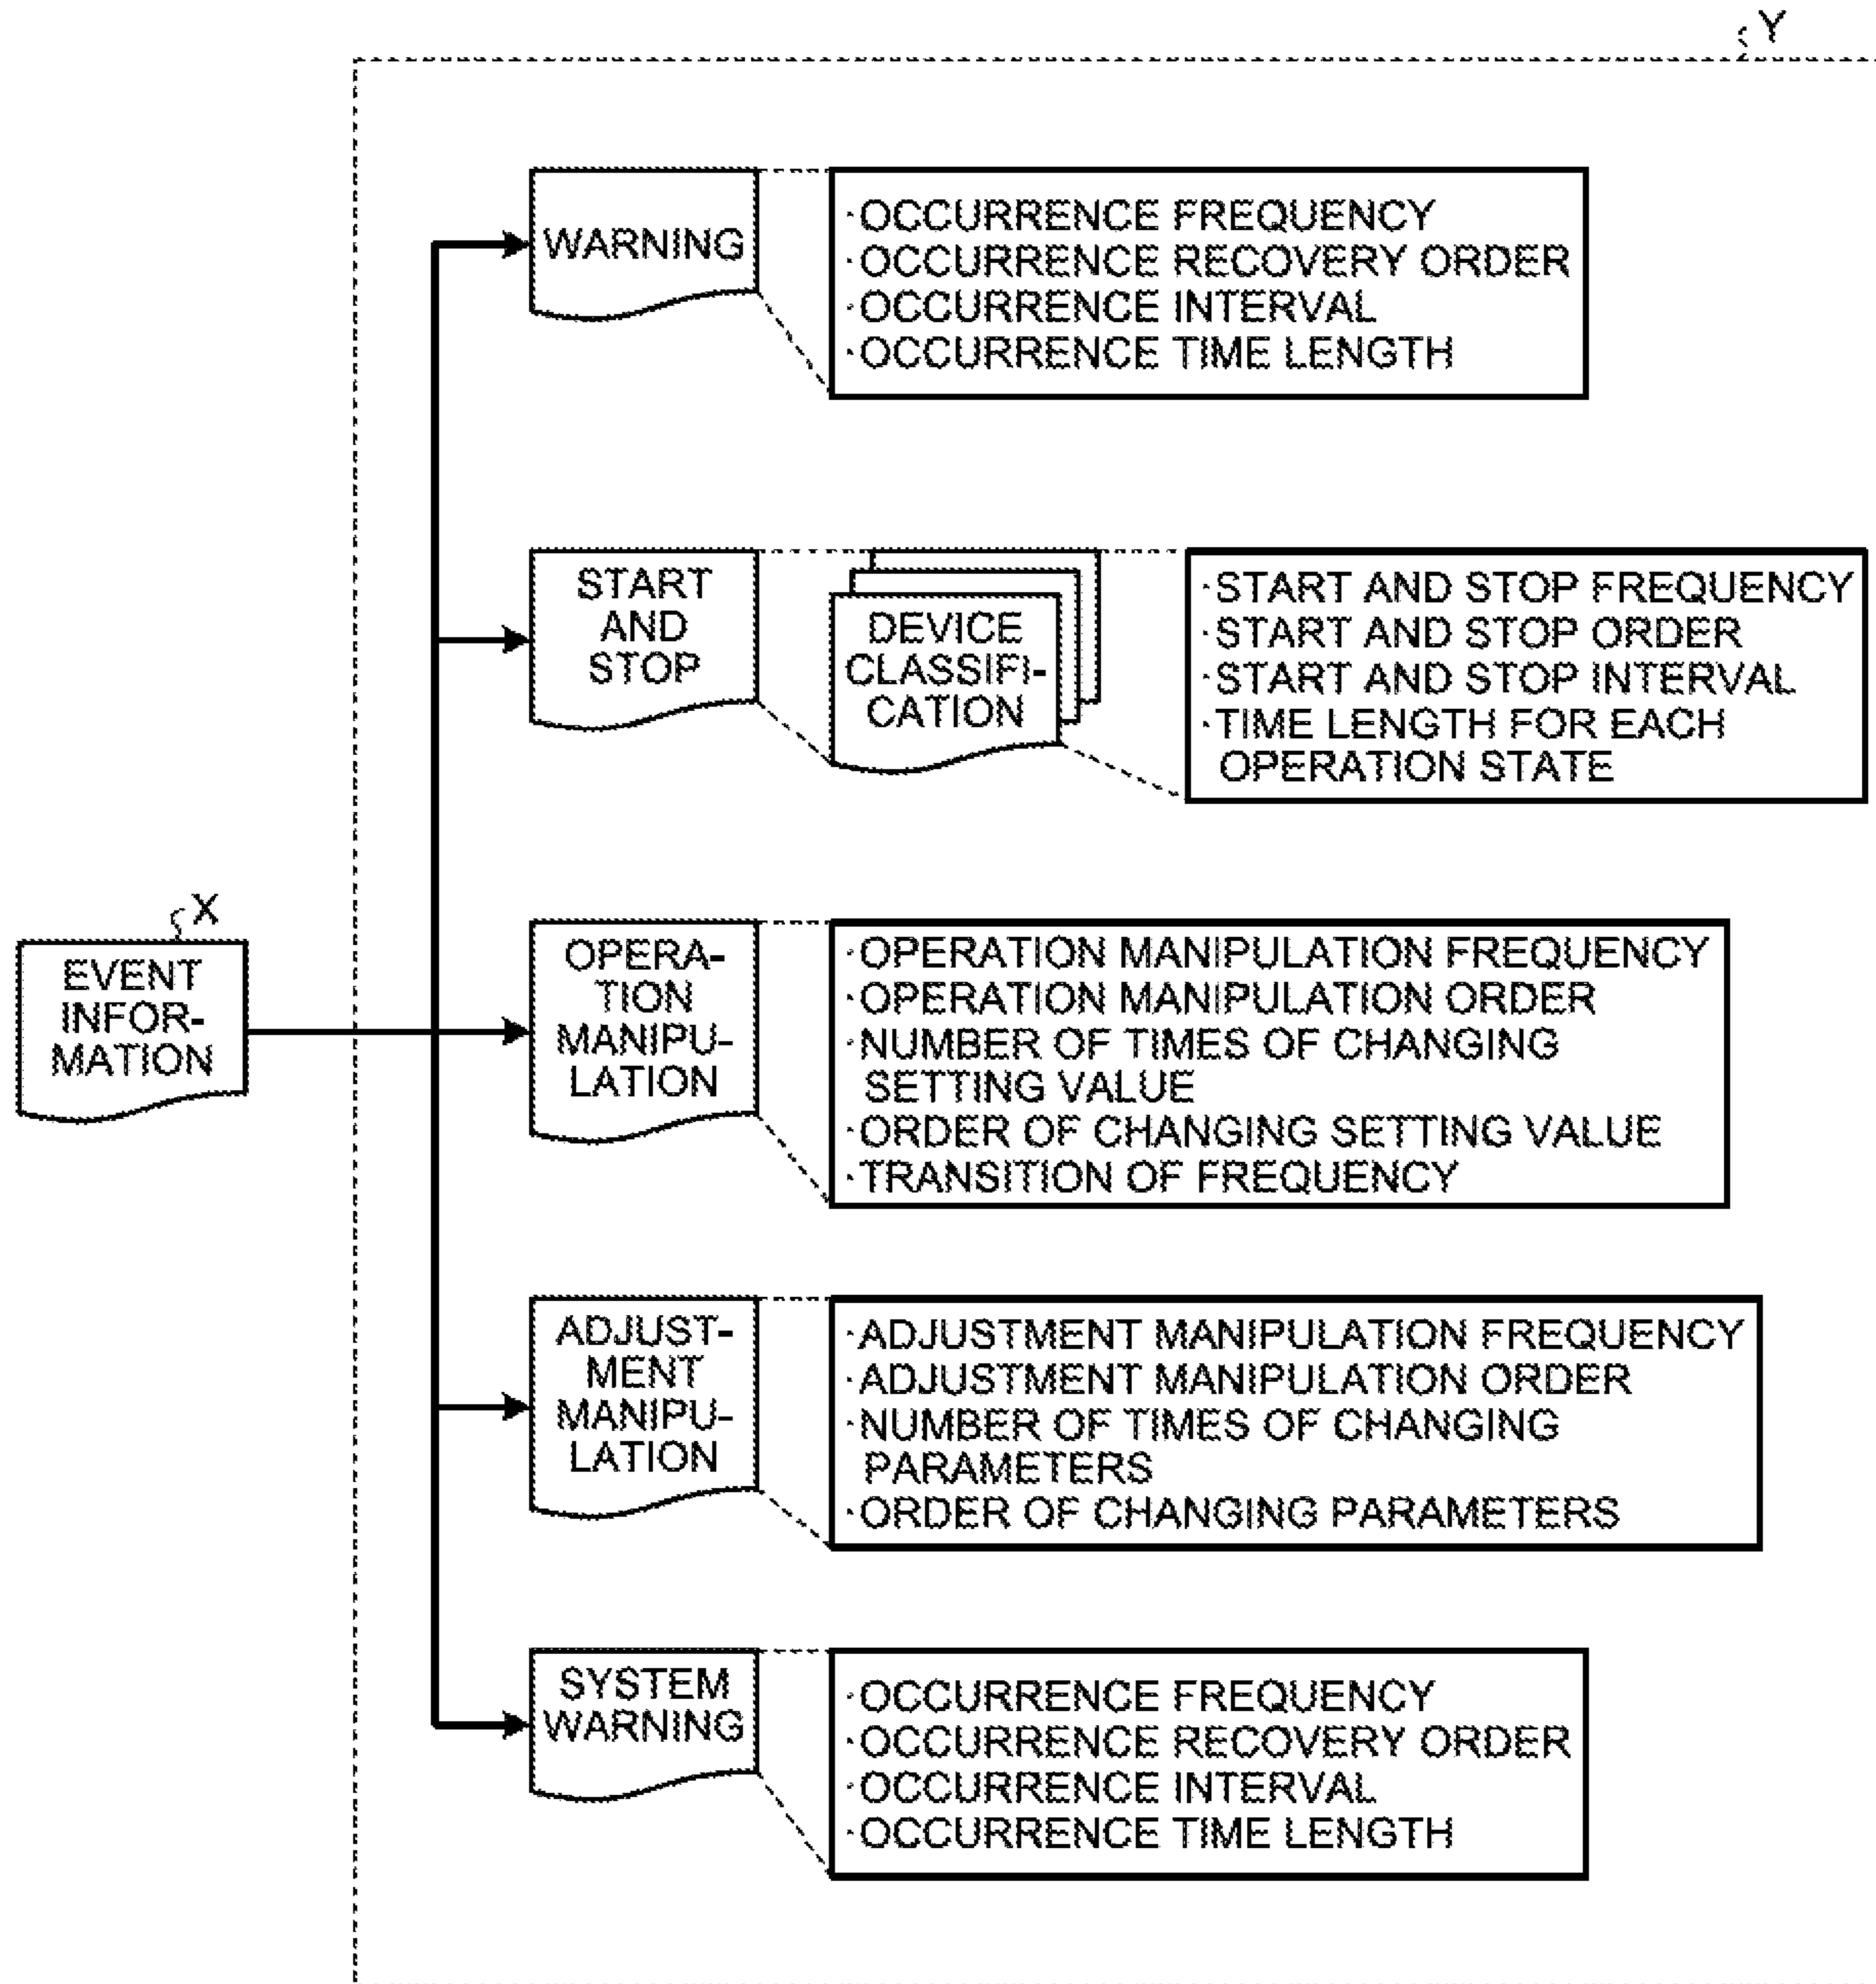 Y
WARNING
·OCCURRENCE FREQUENCY
·OCCURRENCE RECOVERY ORDER
·OCCURRENCE INTERVAL
·OCCURRENCE TIME LENGTH
START
AND
STOP
DEVICE
CLASSIFI-
CATION
·START AND STOP FREQUENCY
·START AND STOP ORDER
·START AND STOP INTERVAL
·TIME LENGTH FOR EACH
OPERATION STATE
X
EVENT
INFOR-
MATION
OPERA-
TION
MANIPU-
LATION
·OPERATION MANIPULATION FREQUENCY
·OPERATION MANIPULATION ORDER
·NUMBER OF TIMES OF CHANGING
SETTING VALUE
·ORDER OF CHANGING SETTING VALUE
·TRANSITION OF FREQUENCY
ADJUST-
MENT
MANIPU-
LATION
·ADJUSTMENT MANIPULATION FREQUENCY
·ADJUSTMENT MANIPULATION ORDER
·NUMBER OF TIMES OF CHANGING
PARAMETERS
·ORDER OF CHANGING PARAMETERS
SYSTEM
WARNING
·OCCURRENCE FREQUENCY
·OCCURRENCE RECOVERY ORDER
·OCCURRENCE INTERVAL
·OCCURRENCE TIME LENGTH